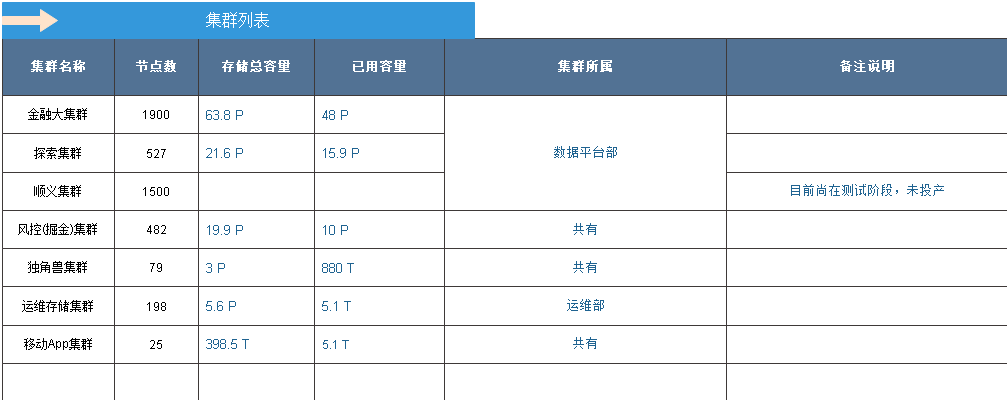 集群列表
集群名称 节点数 存储总容量 已用容量 集群所属 备注说明
金融大集群 1900 63.8 P 48 P
探索集群 527 21.6 P 15.9 P 数据平台部
顺义集群 1500 目前尚在测试阶段，未投产
风控(掘金)集群 482 19.9 P 10 P 共有
独角兽集群 79 3 P 880 T 共有
运维存储集群 198 5.6 P 5.1 T 运维部
移动App集群 25 398.5 T 5.1 T 共有